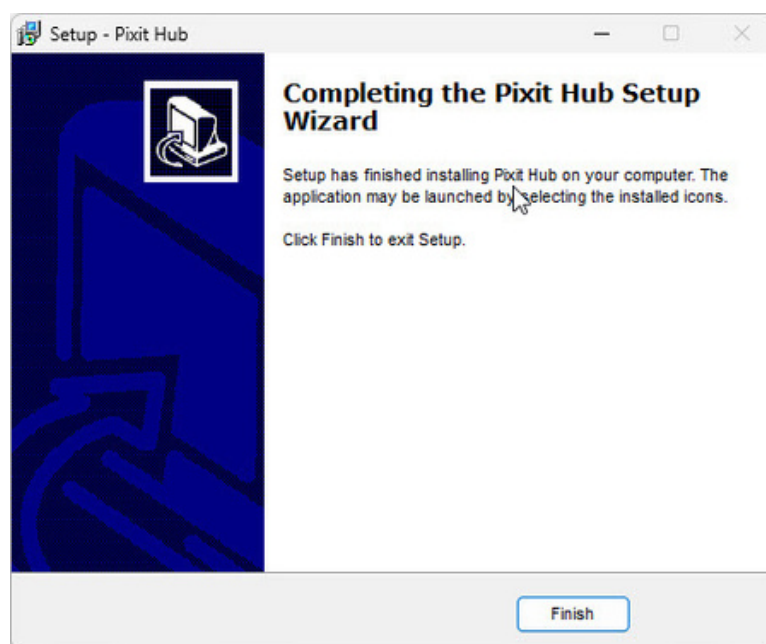 Setup - Pixit Hub
Completing the Pixit Hub Setup
Wizard
Setup has finished installing Pixit Hub on your computer. The
application may be launched by selecting the installed icons.
Click Finish to exit Setup.
Finish